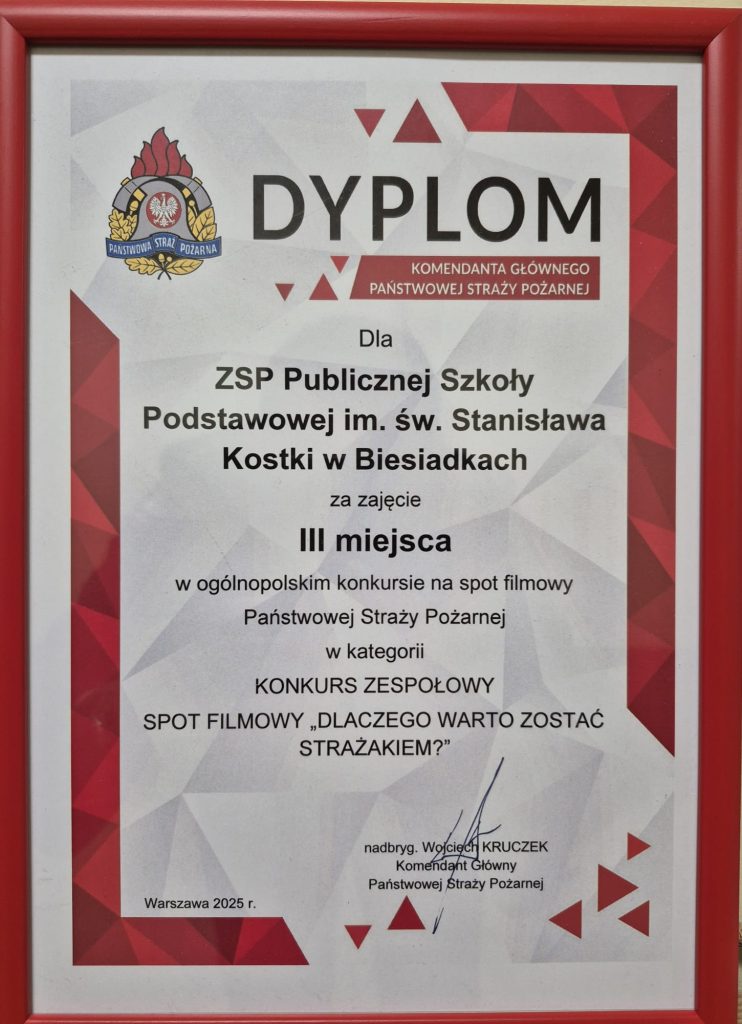 PAŃSTWOWA STRAŻ POŻARNA
DYPLOM
KOMENDANTA GŁÓWNEGO
PAŃSTWOWEJ STRAŻY POŻARNEJ
Dla
ZSP Publicznej Szkoły
Podstawowej im. św. Stanisława
Kostki w Biesiadkach
za zajęcie
III miejsca
w ogólnopolskim konkursie na spot filmowy
Państwowej Straży Pożarnej
w kategorii
KONKURS ZESPOŁOWY
SPOT FILMOWY „DLACZEGO WARTO ZOSTAĆ
STRAŻAKIEM?”
nadbryg. Wojciech KRUCZEK
Komendant Główny
Państwowej Straży Pożarnej
Warszawa 2025 r.